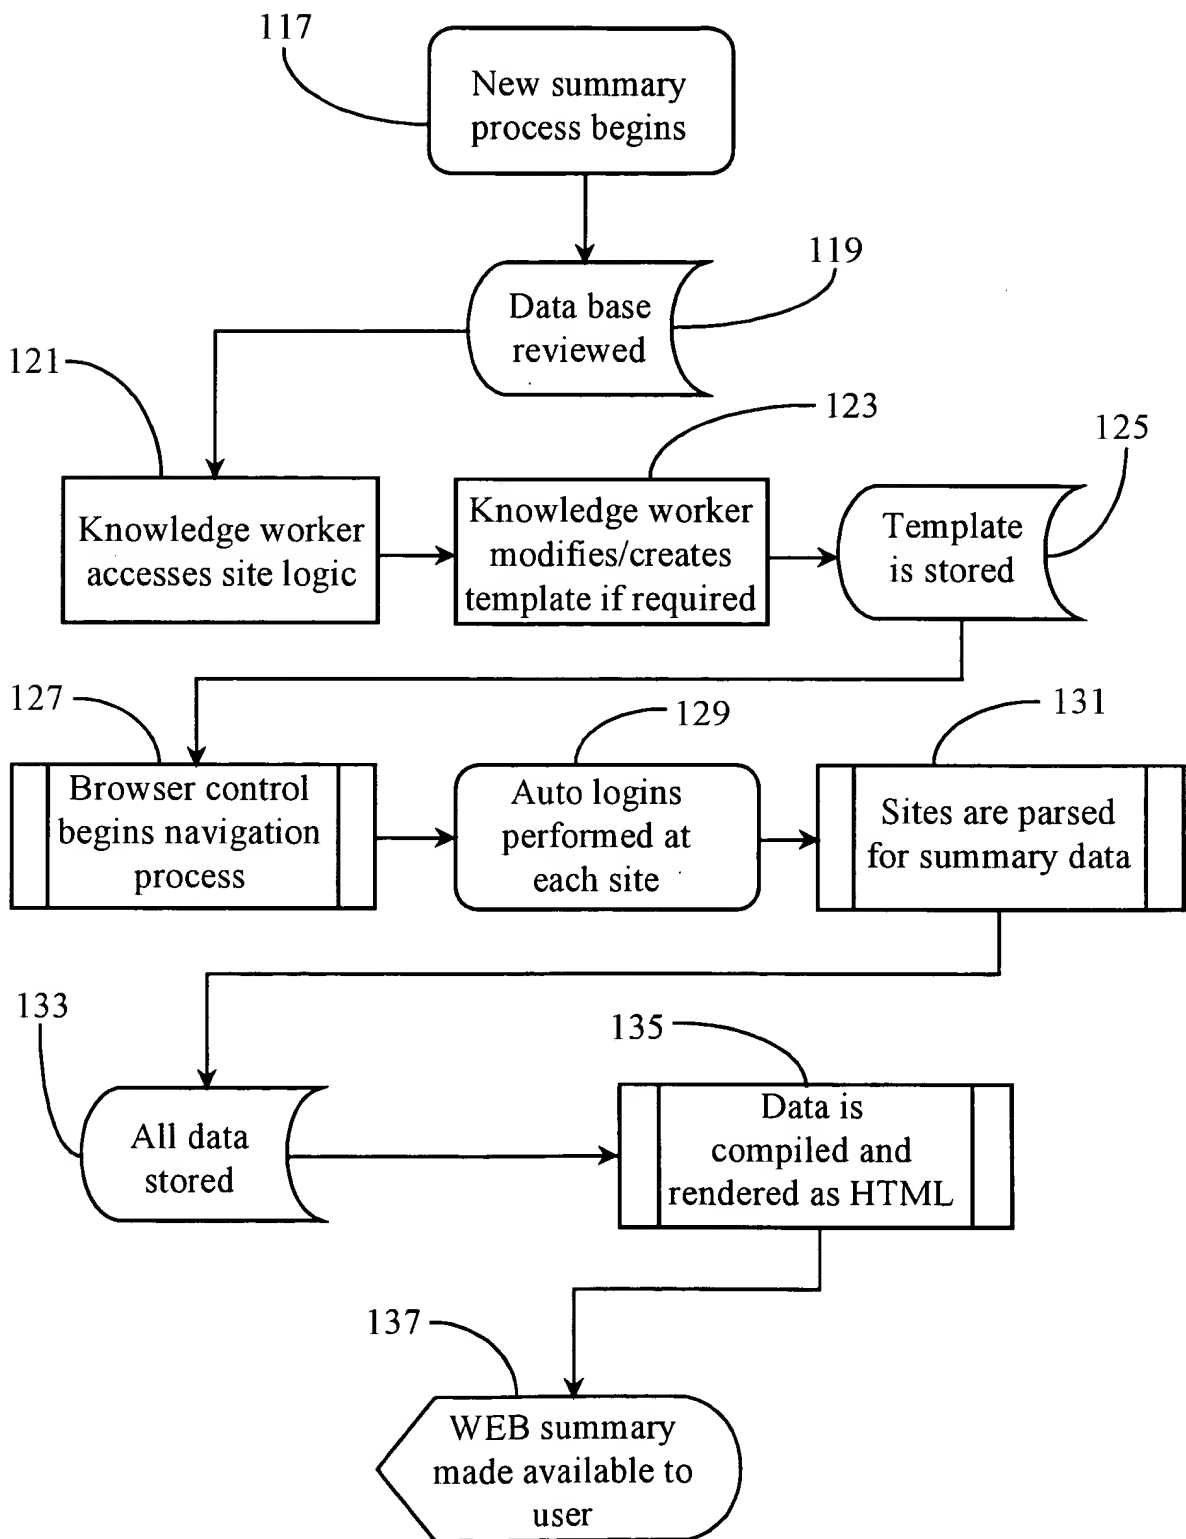 117
New summary
process begins
119
Data base
reviewed
121
123
125
Knowledge worker
accesses site logic
Knowledge worker
modifies/creates
template if required
Template
is stored
127
129
131
Browser control
begins navigation
process
Auto logins
performed at
each site
Sites are parsed
for summary data
133
135
All data
stored
Data is
compiled and
rendered as HTML
137
WEB summary
made available to
user